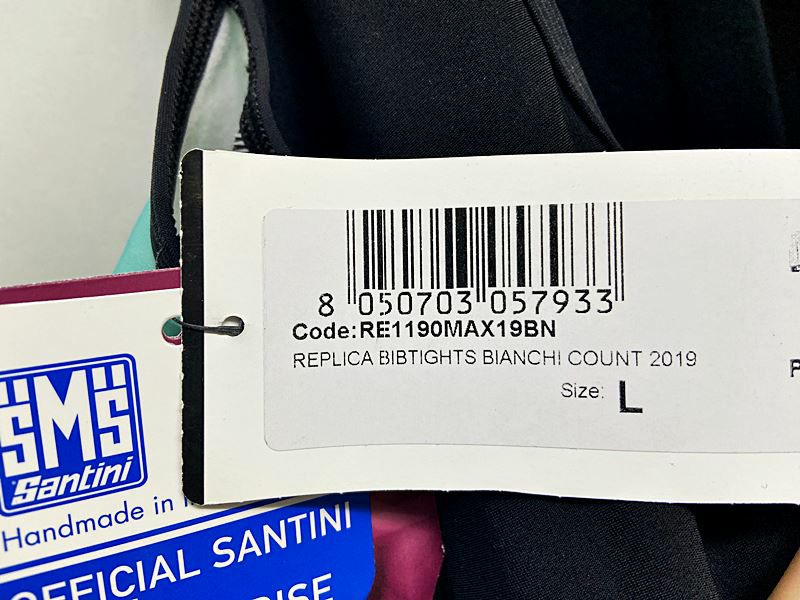 8 050703 057933
Code:RE1190MAX19BN
REPLICA BIBTIGHTS BIANCHI COUNT 2019
Size: L
SMS
Santini
Handmade in
OFFICIAL SANTINI